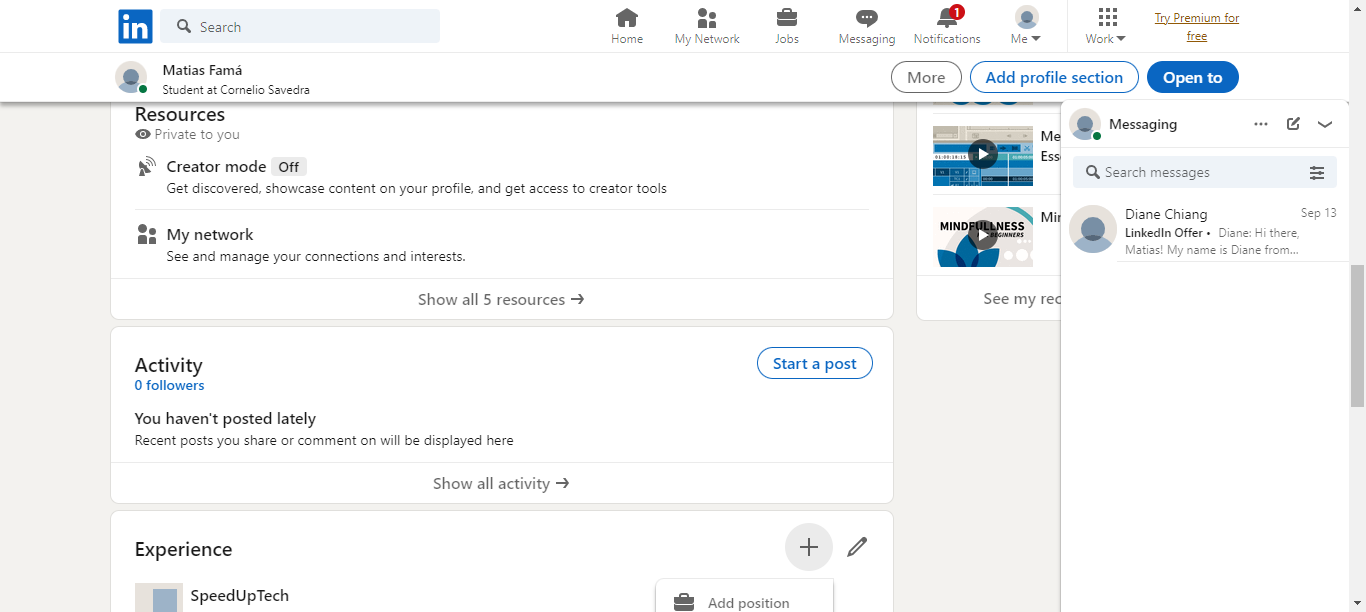 in
Search
Home
My Network
Jobs
Messaging
1
Notifications
Me
Work
Try Premium for
free
Matias Famá
Student at Cornelio Savedra
More
Add profile section
Open to
Resources
Private to you
Creator mode Off
Get discovered, showcase content on your profile, and get access to creator tools
My network
See and manage your connections and interests.
Show all 5 resources →
Activity
0 followers
Start a post
You haven't posted lately
Recent posts you share or comment on will be displayed here
Show all activity →
Experience
SpeedUpTech
Add position
Me
Ess
MINDFULLNESS
BEGINNERS
Mir
See my rec
Messaging
Search messages
Diane Chiang
Sep 13
LinkedIn Offer • Diane: Hi there,
Matias! My name is Diane from...